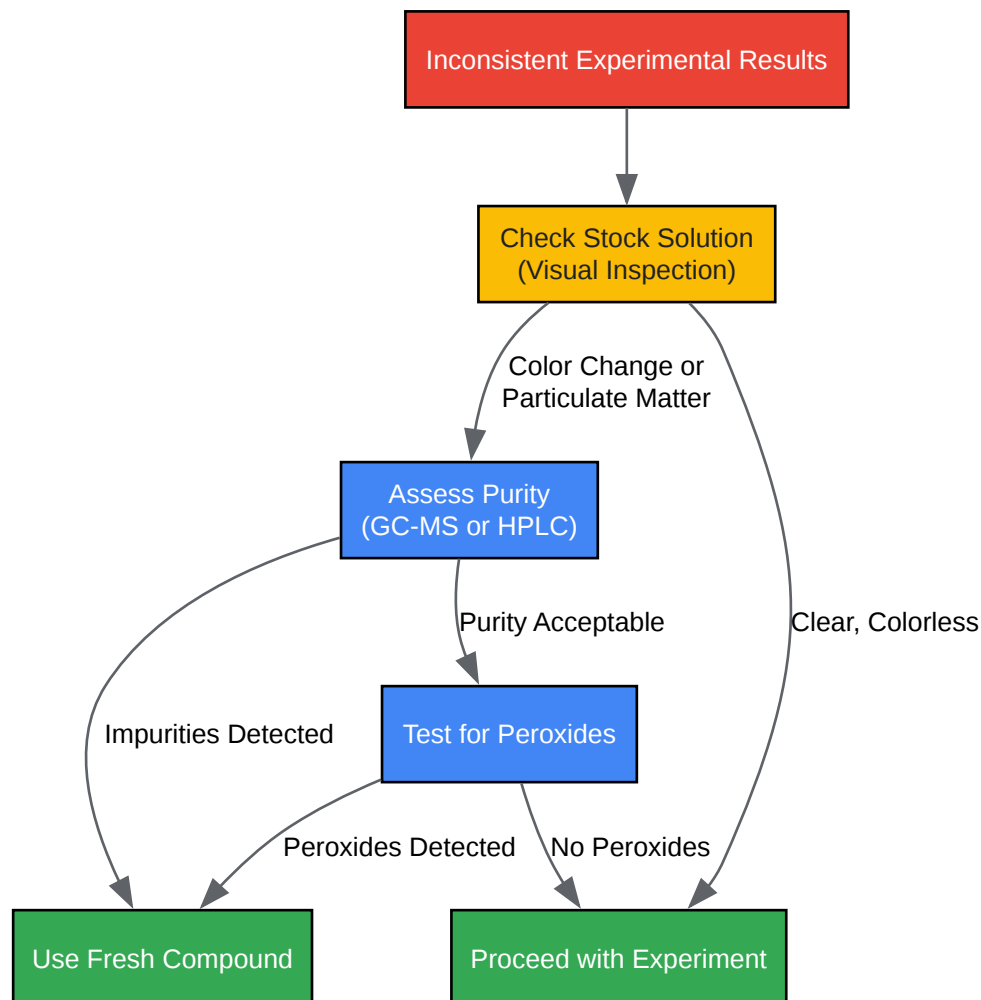 Inconsistent Experimental Results
Check Stock Solution
(Visual Inspection)
Color Change or
Particulate Matter
Assess Purity
(GC-MS or HPLC)
Purity Acceptable
Clear, Colorless
Impurities Detected
Test for Peroxides
Peroxides Detected
No Peroxides
Use Fresh Compound
Proceed with Experiment